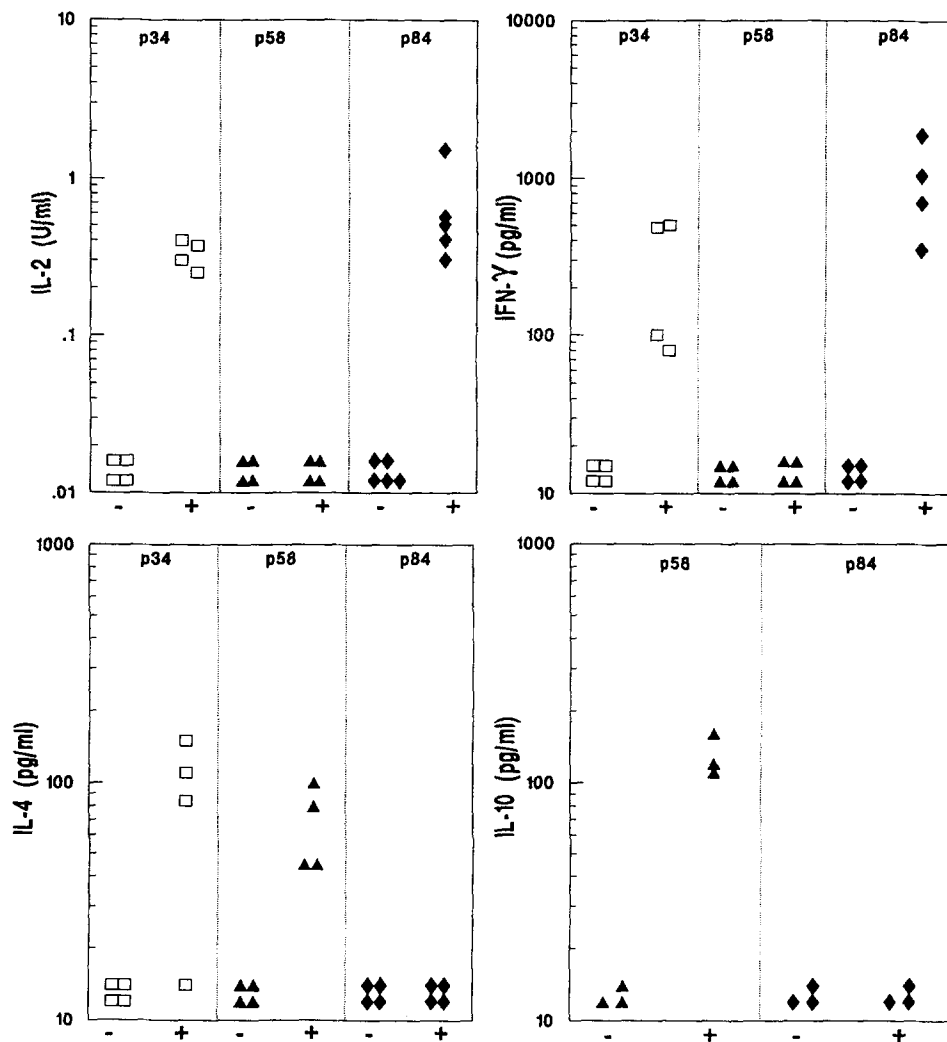 10
p34 p58 p84
1
.1
.01
IL-2 (U/ml)
- + - + - +
10000
p34 p58 p84
1000
100
10
IFN-γ (pg/ml)
- + - + - +
1000
p34 p58 p84
100
10
IL-4 (pg/ml)
- + - + - +
1000
p58 p84
100
10
IL-10 (pg/ml)
- + - +